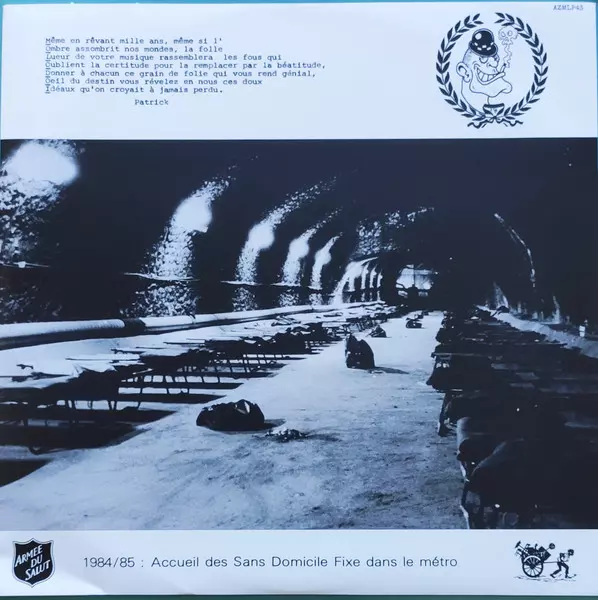 AXMLP45
Même en rêvant mille ans, même si l'
Ombre assombrit nos mondes, la folle
Lueur de votre musique rassemblera les fous qui
Oublient la certitude pour la remplacer par la béatitude,
Donner à chacun ce grain de folie qui vous rend génial,
Oeil du destin vous révelez en nous ces doux
Idéaux qu'on croyait à jamais perdu.
Patrick
ARMEE DU SALUT
1984/85 : Accueil des Sans Domicile Fixe dans le métro